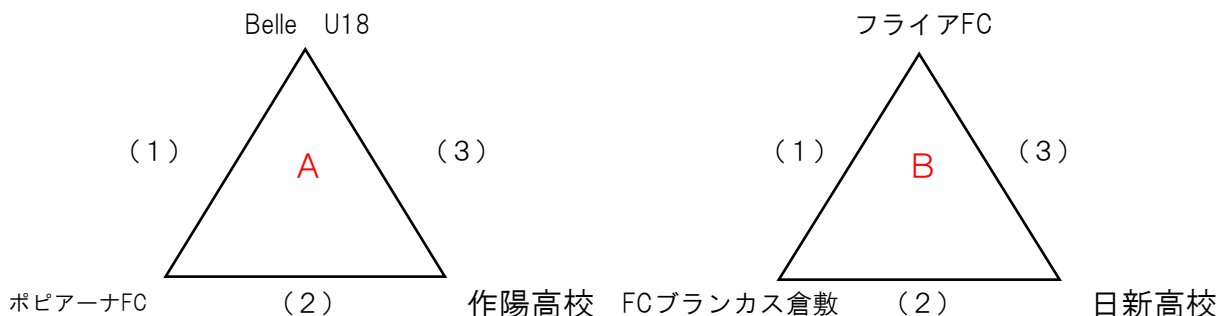 Belle　U18
フライアFC
（１）
A
（３）
（１）
B
（３）
ポピアーナFC
（２）
作陽高校
FCブランカス倉敷
（２）
日新高校